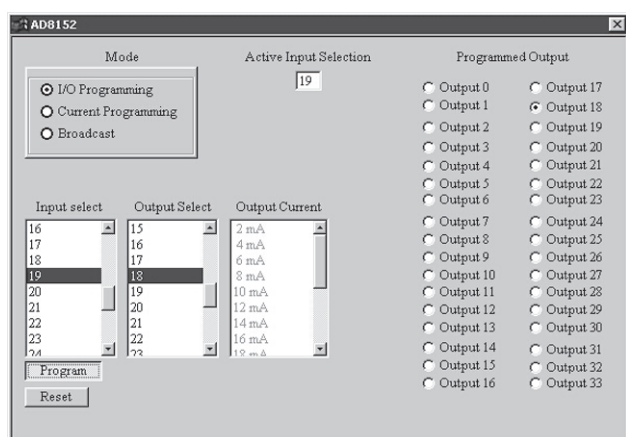 AD8152
Mode
I/O Programming
Current Programming
Broadcast
Active Input Selection
19
Programmed Output
Output 0
Output 1
Output 2
Output 3
Output 4
Output 5
Output 6
Output 7
Output 8
Output 9
Output 10
Output 11
Output 12
Output 13
Output 14
Output 15
Output 16
Output 17
Output 18
Output 19
Output 20
Output 21
Output 22
Output 23
Output 24
Output 25
Output 26
Output 27
Output 28
Output 29
Output 30
Output 31
Output 32
Output 33
Input select
16
17
18
19
20
21
22
23
24
Output Select
15
16
17
18
19
20
21
22
23
Output Current
2 mA
4 mA
6 mA
8 mA
10 mA
12 mA
14 mA
16 mA
18 mA
Program
Reset